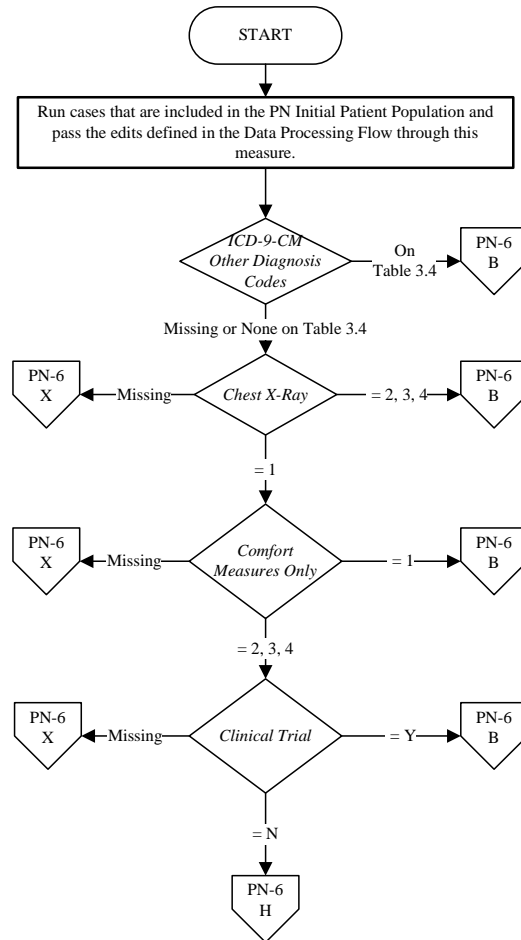 START
Run cases that are included in the PN Initial Patient Population and
pass the edits defined in the Data Processing Flow through this
measure.
ICD-9-CM
Other Diagnosis
Codes
On
Table 3.4
PN-6
B
Missing or None on Table 3.4
PN-6
X
Missing
Chest X-Ray
= 2, 3, 4
PN-6
B
= 1
PN-6
X
Missing
Comfort
Measures Only
= 1
PN-6
B
= 2, 3, 4
PN-6
X
Missing
Clinical Trial
= Y
PN-6
B
= N
PN-6
H